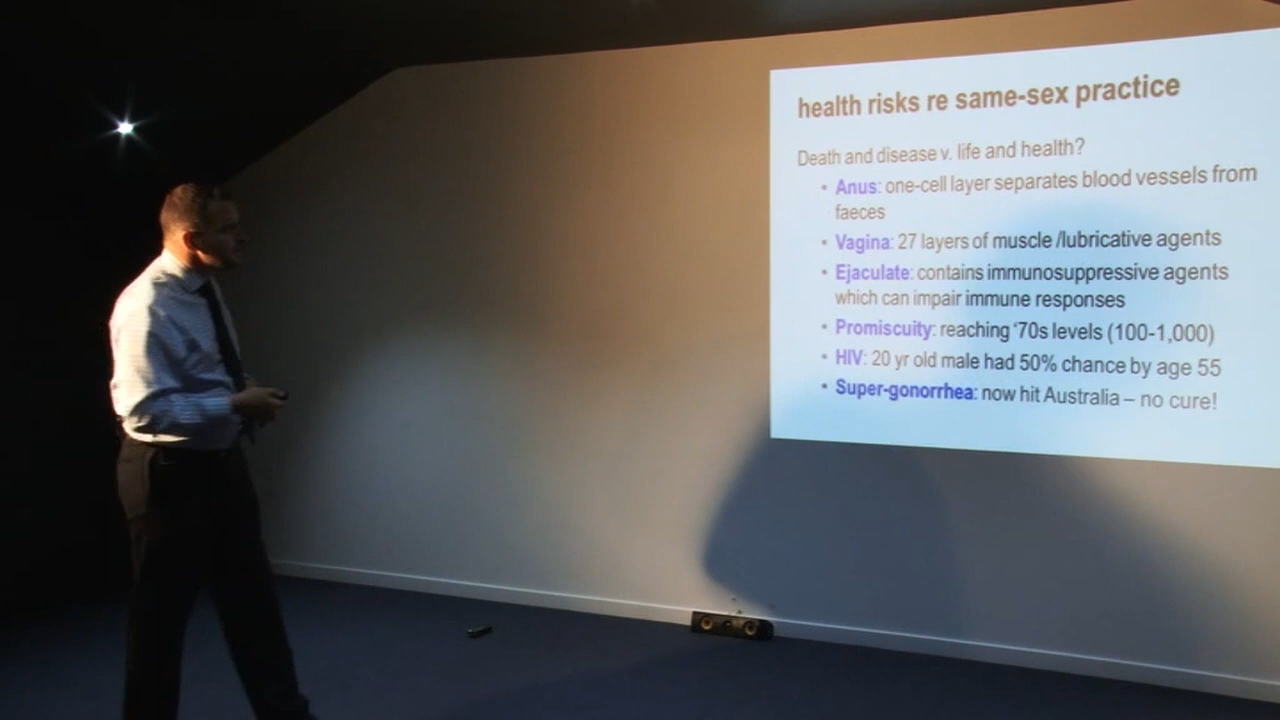 health risks re same-sex practice
Death and disease v. life and health?
• Anus: one-cell layer separates blood vessels from
faeces
• Vagina: 27 layers of muscle /lubricative agents
• Ejaculate: contains immunosuppressive agents
which can impair immune responses
• Promiscuity: reaching ‘70s levels (100-1,000)
• HIV: 20 yr old male had 50% chance by age 55
• Super-gonorrhea: now hit Australia – no cure!